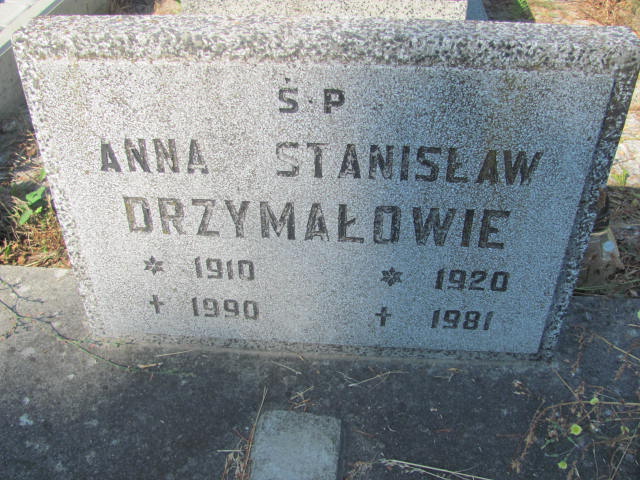 Ś.P
ANNA STANISŁAW
DRZYMAŁOWIE
* 1910 * 1920
+ 1990 + 1981